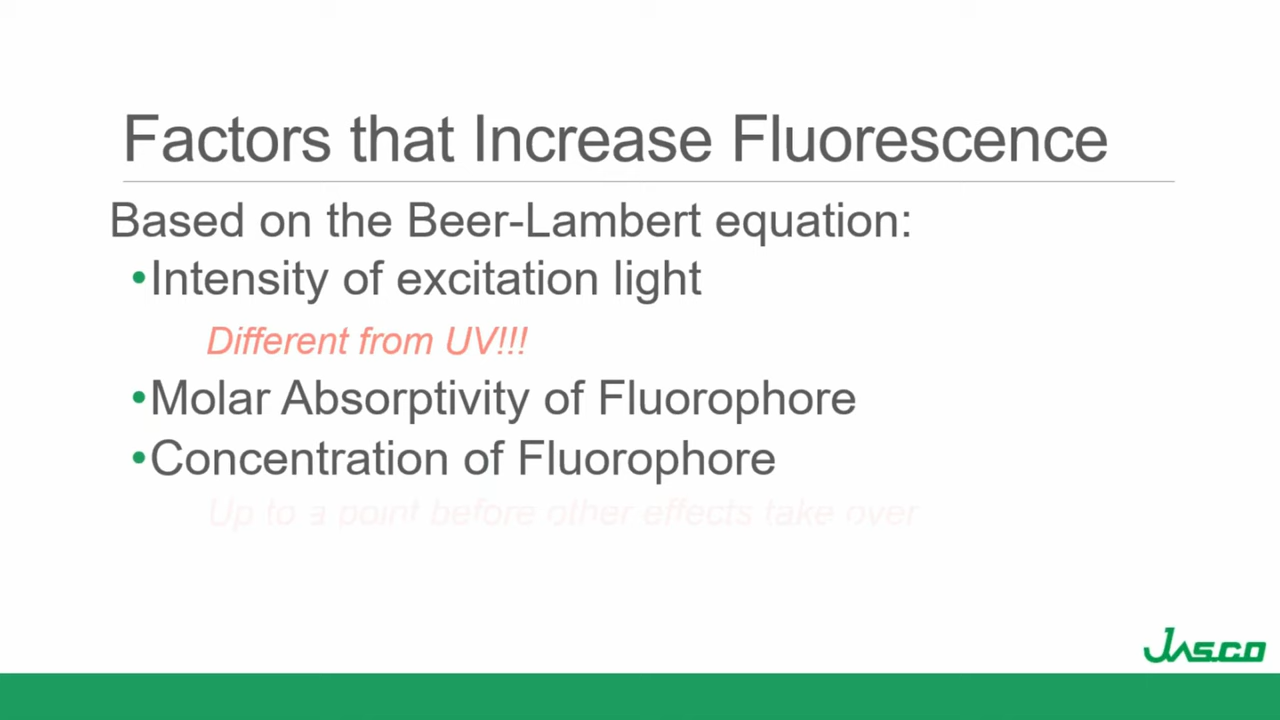 Factors that Increase Fluorescence
Based on the Beer-Lambert equation:
•Intensity of excitation light
Different from UV!!!
•Molar Absorptivity of Fluorophore
•Concentration of Fluorophore
Up to a point before other effects take over
Jasco